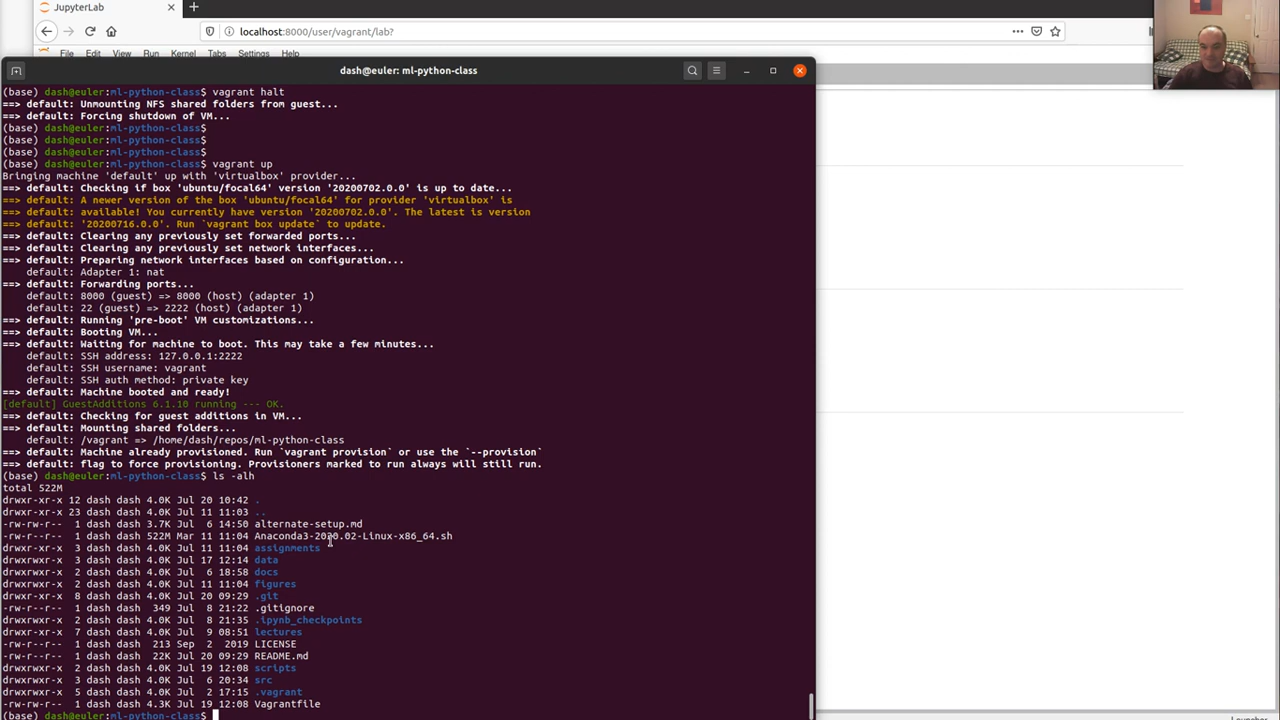 JupyterLab
localhost:8000/user/vagrant/lab?
File View Run Kernel Tabs Settings Help
dash@euler: ml-python-class
(base) dash@euler:ml-python-class$ vagrant halt
==> default: Unmounting NFS shared folders from guest...
==> default: Forcing shutdown of VM...
(base) dash@euler:ml-python-class$
(base) dash@euler:ml-python-class$
(base) dash@euler:ml-python-class$
(base) dash@euler:ml-python-class$ vagrant up
Bringing machine 'default' up with 'virtualbox' provider...
==> default: Checking if box 'ubuntu/focal64' version '20200702.0.0' is up to date...
==> default: A newer version of the box 'ubuntu/focal64' for provider 'virtualbox' is
==> default: available! You currently have version '20200702.0.0'. The latest is version
==> default: '20200716.0.0'. Run `vagrant box update` to update.
==> default: Clearing any previously set forwarded ports...
==> default: Clearing any previously set network interfaces...
==> default: Preparing network interfaces based on configuration...
default: Adapter 1: nat
==> default: Forwarding ports...
default: 8000 (guest) => 8000 (host) (adapter 1)
default: 22 (guest) => 2222 (host) (adapter 1)
==> default: Running 'pre-boot' VM customizations...
==> default: Booting VM...
==> default: Waiting for machine to boot. This may take a few minutes...
default: SSH address: 127.0.0.1:2222
default: SSH username: vagrant
default: SSH auth method: private key
==> default: Machine booted and ready!
[default] GuestAdditions 6.1.10 running --- OK.
==> default: Checking for guest additions in VM...
==> default: Mounting shared folders...
default: /vagrant => /home/dash/repos/ml-python-class
==> default: Machine already provisioned. Run `vagrant provision` or use the `--provision`
==> default: flag to force provisioning. Provisioners marked to run always will still run.
(base) dash@euler:ml-python-class$ ls -alh
total 522M
drwxr-xr-x 12 dash dash 4.0K Jul 20 10:42 .
drwxr-xr-x 23 dash dash 4.0K Jul 11 11:03 ..
-rw-rw-r-- 1 dash dash 3.7K Jul 6 14:50 alternate-setup.md
-rw-rw-r-- 1 dash dash 522M Mar 11 11:04 Anaconda3-2020.02-Linux-x86_64.sh
drwxr-xr-x 3 dash dash 4.0K Jul 11 11:04 assignments
drwxrwxr-x 3 dash dash 4.0K Jul 17 12:14 data
drwxrwxr-x 2 dash dash 4.0K Jul 6 18:58 docs
drwxrwxr-x 2 dash dash 4.0K Jul 11 11:04 figures
drwxrwxr-x 8 dash dash 4.0K Jul 20 09:29 .git
-rw-rw-r-- 1 dash dash 349 Jul 8 21:22 .gitignore
drwxrwxr-x 2 dash dash 4.0K Jul 8 21:35 .ipynb_checkpoints
drwxrwxr-x 7 dash dash 4.0K Jul 9 08:51 lectures
-rw-rw-r-- 1 dash dash 213 Sep 2 2019 LICENSE
-rw-rw-r-- 1 dash dash 22K Jul 20 09:29 README.md
drwxrwxr-x 2 dash dash 4.0K Jul 19 12:08 scripts
drwxrwxr-x 3 dash dash 4.0K Jul 6 20:34 src
drwxrwxr-x 5 dash dash 4.0K Jul 2 17:15 .vagrant
-rw-rw-r-- 1 dash dash 4.3K Jul 19 12:08 Vagrantfile
(base) dash@euler:ml-python-class$